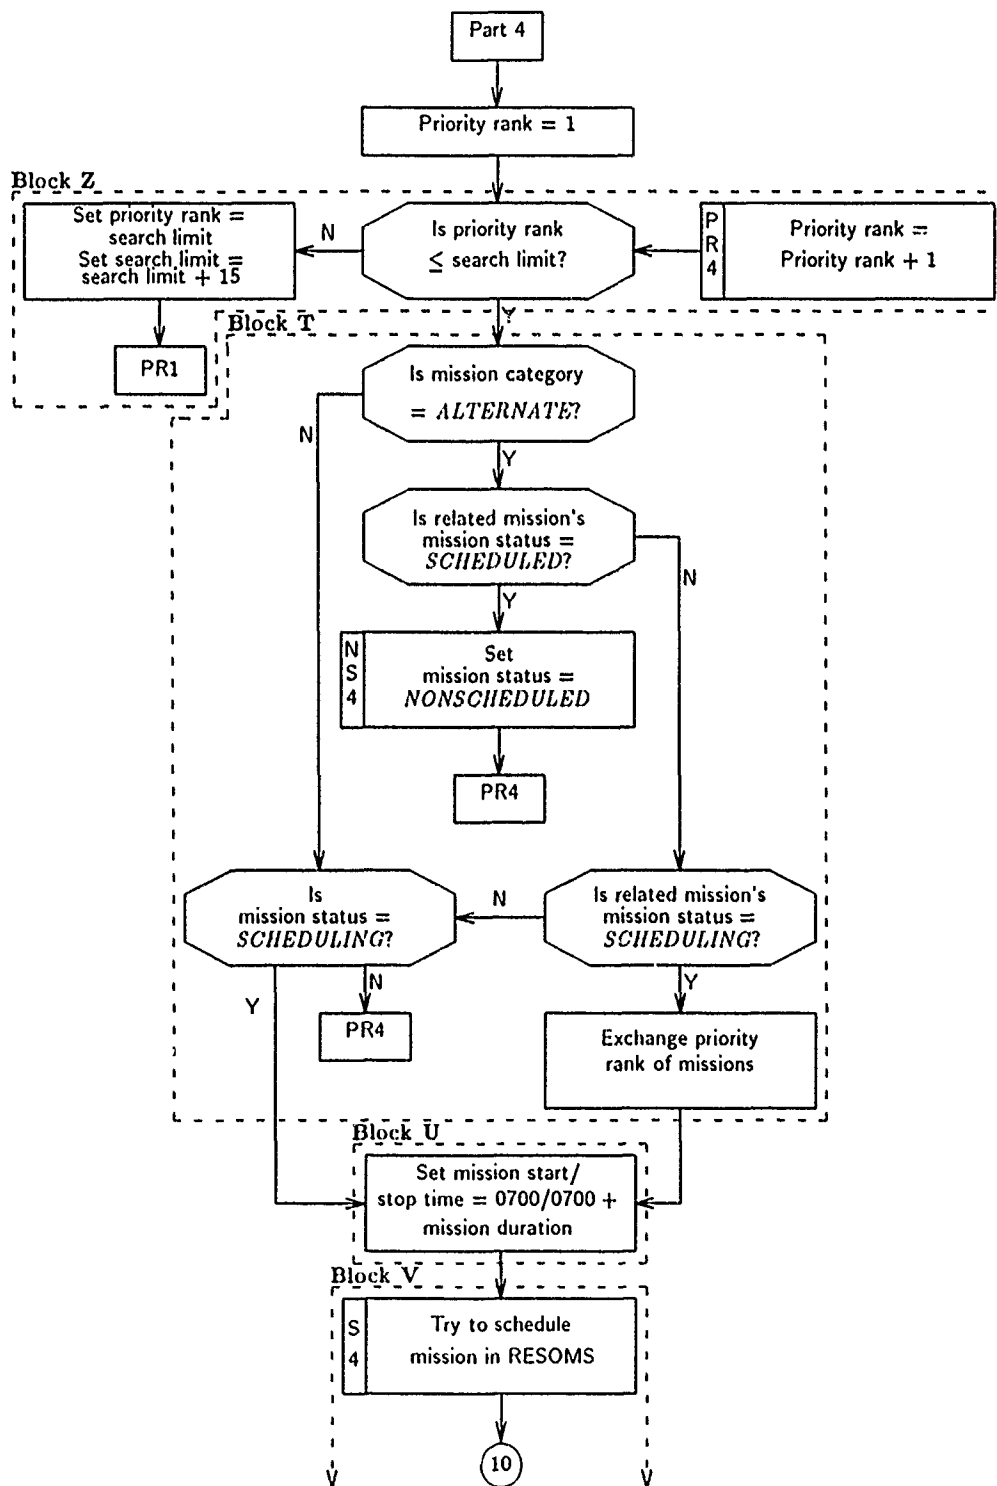 Part 4
Priority rank = 1
Block Z
Set priority rank =
search limit
Set search limit =
search limit + 15
N
Is priority rank
≤ search limit?
P
R
4
Priority rank =
Priority rank + 1
Y
PR1
Block T
Is mission category
= ALTERNATE?
N
Y
Is related mission's
mission status =
SCHEDULED?
N
Y
N
S
4
Set
mission status =
NONSCHEDULED
PR4
Is
mission status =
SCHEDULING?
N
Is related mission's
mission status =
SCHEDULING?
Y
N
Y
PR4
Exchange priority
rank of missions
Block U
Set mission start/
stop time = 0700/0700 +
mission duration
Block V
S
4
Try to schedule
mission in RESOMS
10